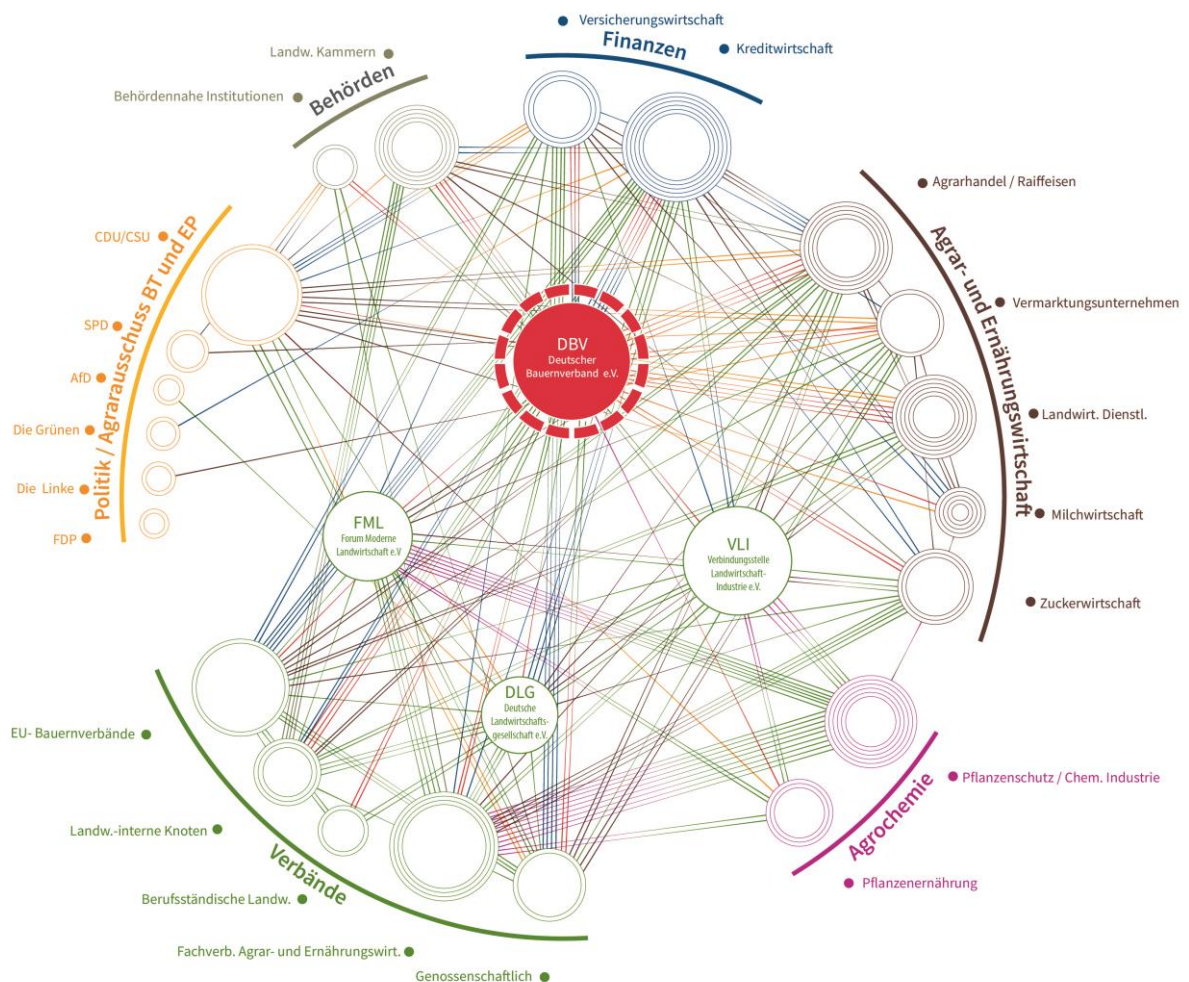 Versicherungswirtschaft
Finanzen
Kreditwirtschaft
Landw. Kammern
Behörden
Behördennahe Institutionen
Agrarhandel / Raiffeisen
Agrar- und Ernährungswirtschaft
Vermarktungsunternehmen
Landwirt. Dienstl.
Milchwirtschaft
Zuckerwirtschaft
CDU/CSU
Politik / Agrarausschuss BT und EP
SPD
AfD
Die Grünen
Die Linke
FDP
DBV
Deutscher
Bauernverband e.V.
FML
Forum Moderne
Landwirtschaft e.V
VLI
Verbindungsstelle
Landwirtschaft-
Industrie e.V.
DLG
Deutsche
Landwirtschafts-
gesellschaft e.V.
EU- Bauernverbände
Landw.-interne Knoten
Verbände
Berufsständische Landw.
Fachverb. Agrar- und Ernährungswirt.
Genossenschaftlich
Pflanzenschutz / Chem. Industrie
Agrochemie
Pflanzenernährung